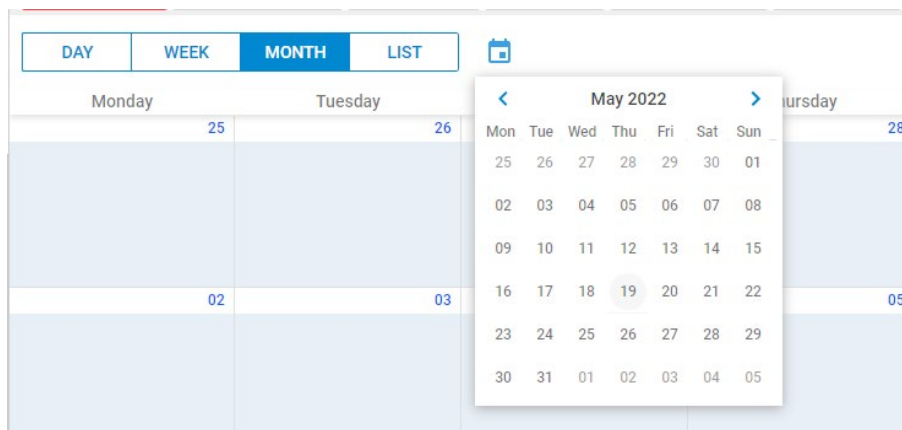 DAY WEEK MONTH LIST
May 2022
Monday Tuesday
Mon Tue Wed Thu Fri Sat Sun
25 26 28
25 26 27 28 29 30 01
02 03 04 05 06 07 08
09 10 11 12 13 14 15
16 17 18 19 20 21 22
02 03 05
23 24 25 26 27 28 29
30 31 01 02 03 04 05